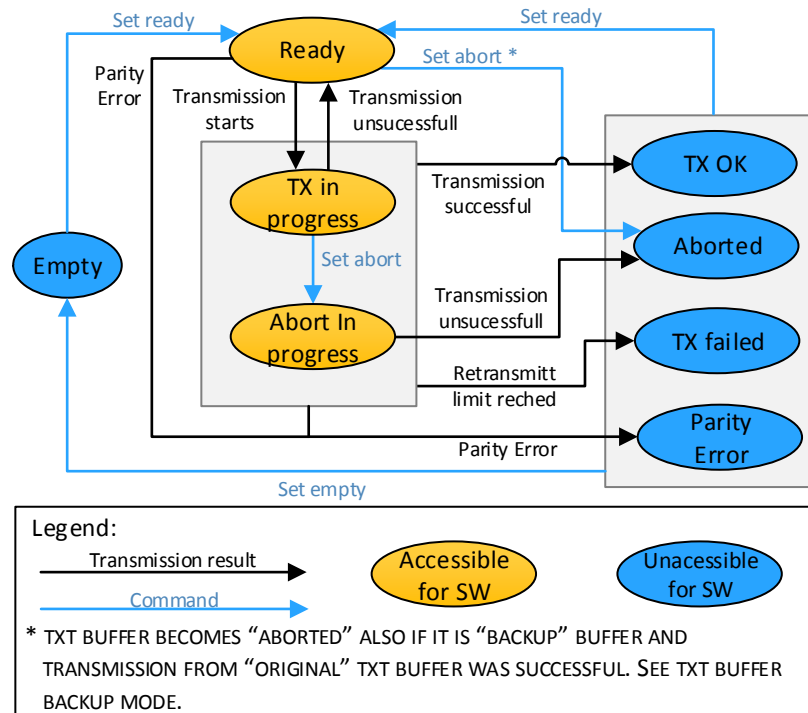 Set ready
Set ready
Ready
Parity
Error
Set abort *
Transmission
starts
Transmission
unsucessfull
TX in
progress
Transmission
successful
TX OK
Aborted
Empty
Set abort
Abort In
progress
Transmission
unsucessfull
TX failed
Retransmitt
limit reched
Parity Error
Parity
Error
Set empty
Legend:
Transmission result
Command
Accessible
for SW
Unacessible
for SW
* TXT BUFFER BECOMES “ABORTED” ALSO IF IT IS “BACKUP” BUFFER AND
TRANSMISSION FROM “ORIGINAL” TXT BUFFER WAS SUCCESSFUL. SEE TXT BUFFER
BACKUP MODE.